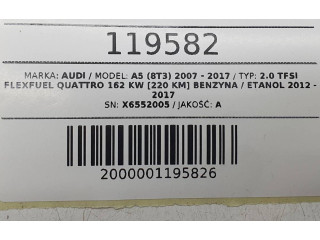 119582
MARKA: AUDI / MODEL: A5 (8T3) 2007 - 2017 / TYP: 2.0 TFSI
FLEXFUEL QUATTRO 162 KW [220 KM] BENZYNA / ETANOL 2012 -
2017
SN: X6552005 / JAKOŚĆ: A
2000001195826